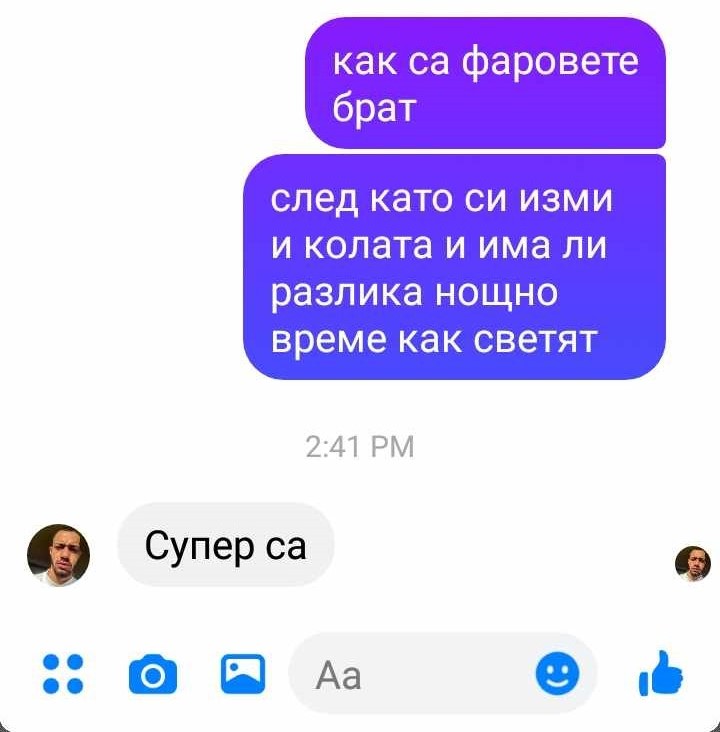 как са фаровете
брат
след като си изми
и колата и има ли
разлика нощно
време как светят
2:41 PM
Супер са
Aa